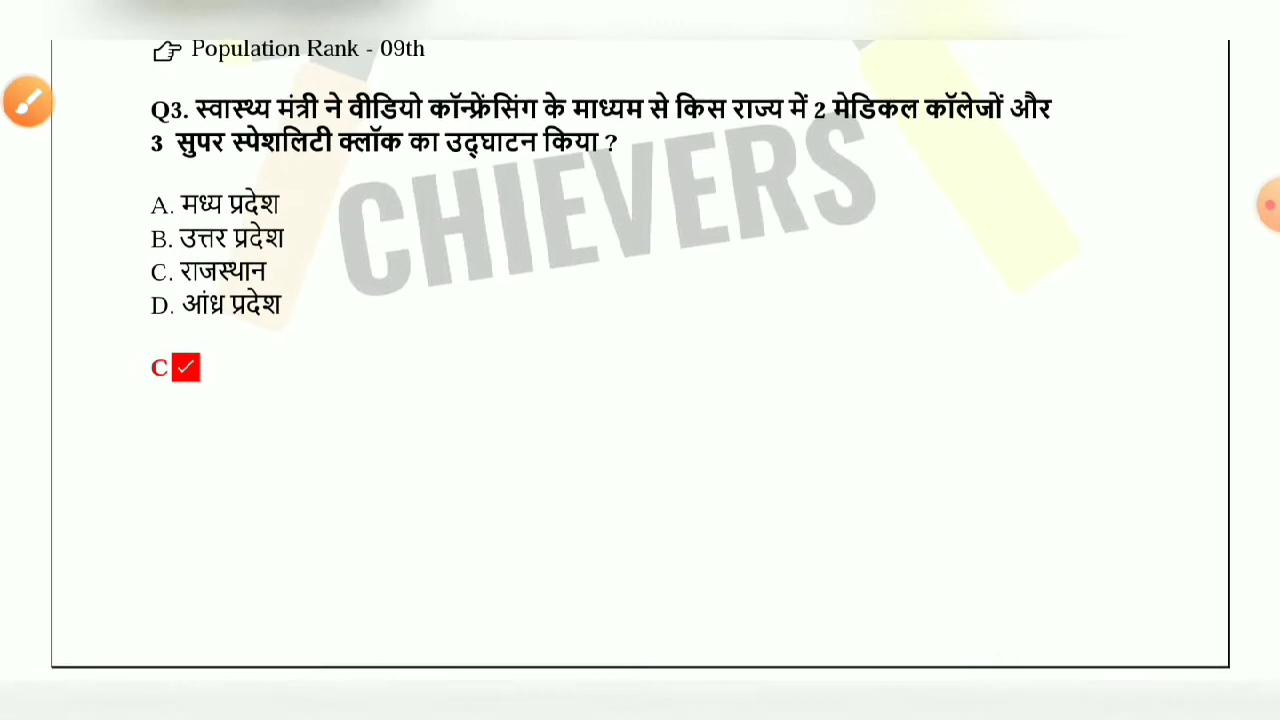 Population Rank - 09th
Q3. स्वास्थ्य मंत्री ने वीडियो कॉन्फ्रेंसिंग के माध्यम से किस राज्य में 2 मेडिकल कॉलेजों और
3 सुपर स्पेशलिटी क्लॉक का उद्घाटन किया ?
CHIEVERS
A. मध्य प्रदेश
B. उत्तर प्रदेश
C. राजस्थान
D. आंध्र प्रदेश
C